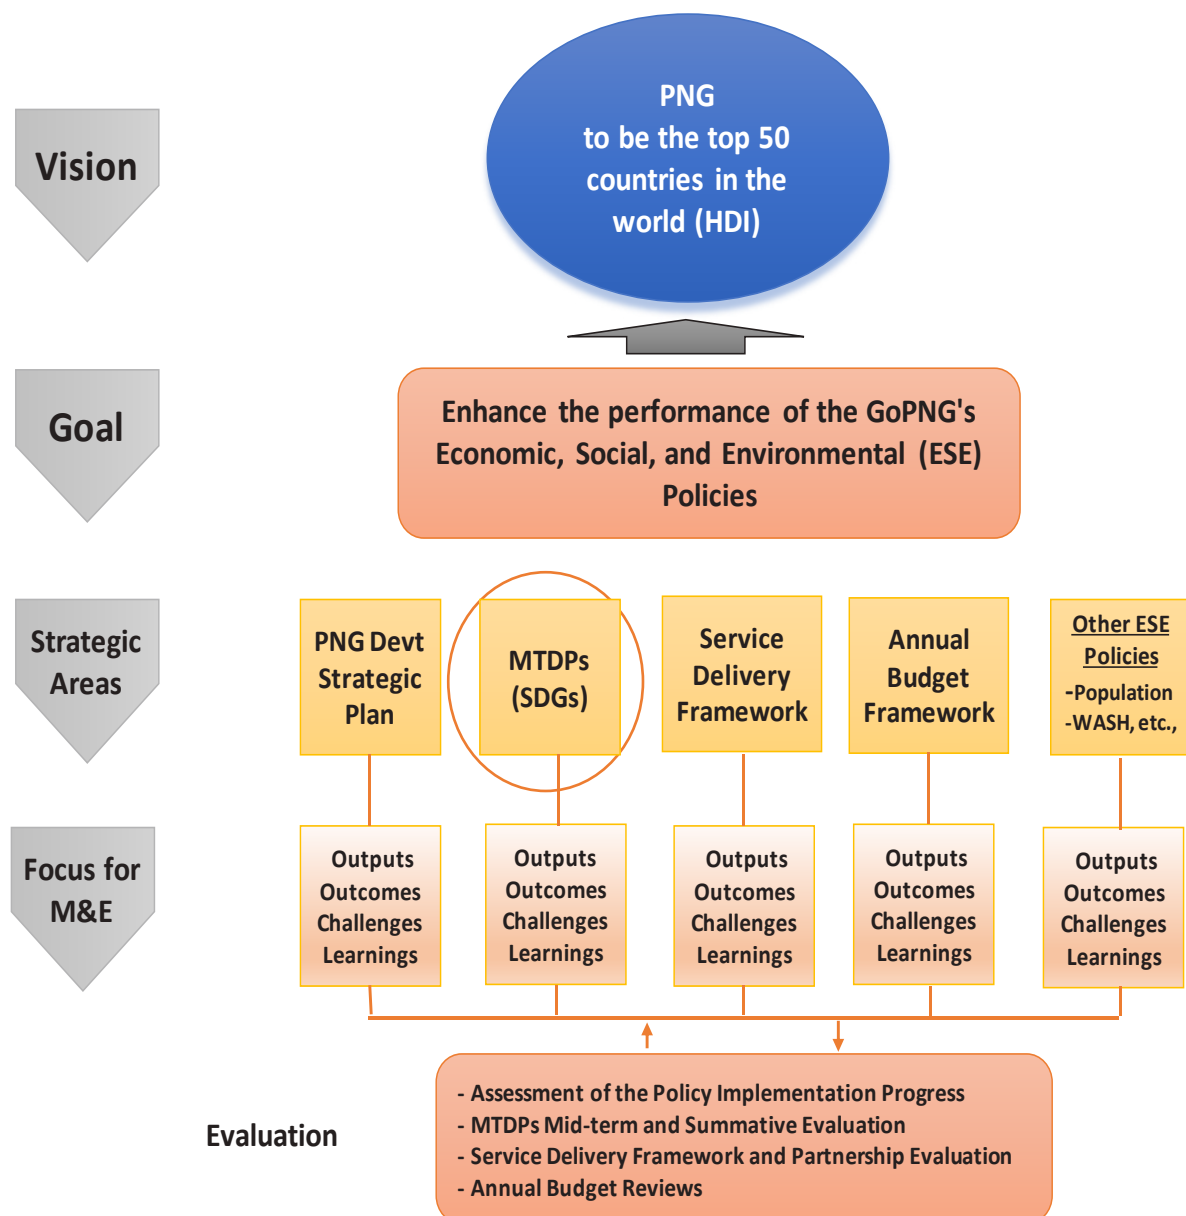 Vision
PNG
to be the top 50
countries in the
world (HDI)
Goal
Enhance the performance of the GoPNG's
Economic, Social, and Environmental (ESE)
Policies
Strategic
Areas
PNG Devt
Strategic
Plan
MTDPs
(SDGs)
Service
Delivery
Framework
Annual
Budget
Framework
Other ESE
Policies
-Population
-WASH, etc.,
Focus for
M&E
Outputs
Outcomes
Challenges
Learnings
Outputs
Outcomes
Challenges
Learnings
Outputs
Outcomes
Challenges
Learnings
Outputs
Outcomes
Challenges
Learnings
Outputs
Outcomes
Challenges
Learnings
Evaluation
- Assessment of the Policy Implementation Progress
- MTDPs Mid-term and Summative Evaluation
- Service Delivery Framework and Partnership Evaluation
- Annual Budget Reviews